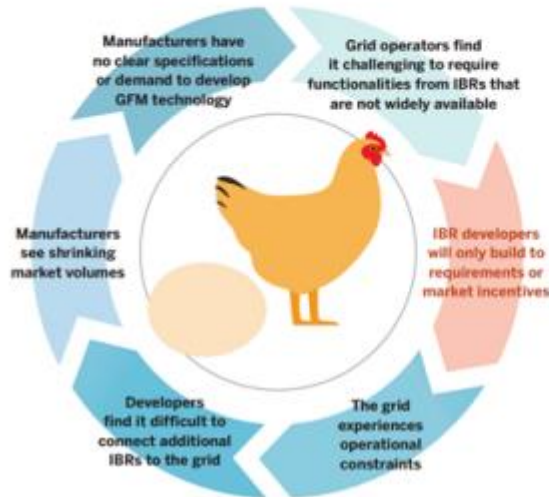 Manufacturers have
no clear specifications
or demand to develop
GFM technology
Grid operators find
it challenging to require
functionalities from IBRs that
are not widely available
IBR developers
will only build to
requirements or
market incentives
The grid
experiences
operational
constraints
Developers
find it difficult to
connect additional
IBRs to the grid
Manufacturers
see shrinking
market volumes